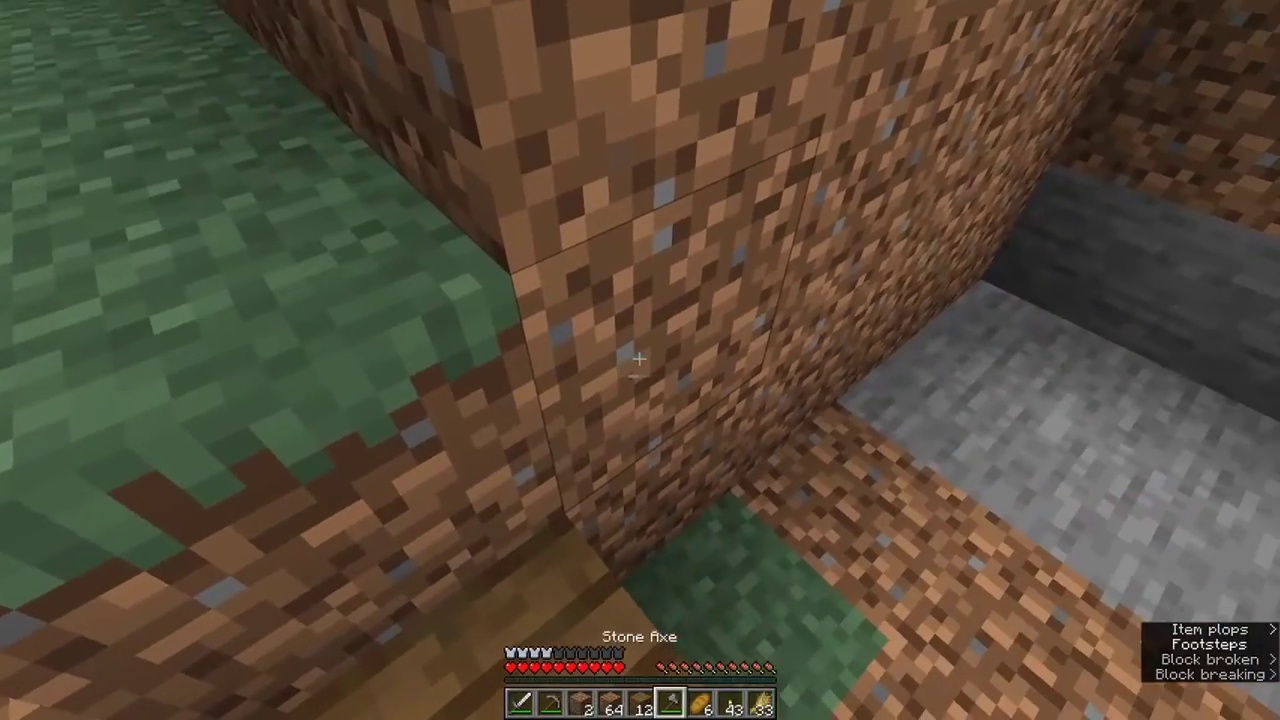 Stone Axe
Item plops >
Footsteps
Block broken >
Block breaking >
2 64 12 6 43 33